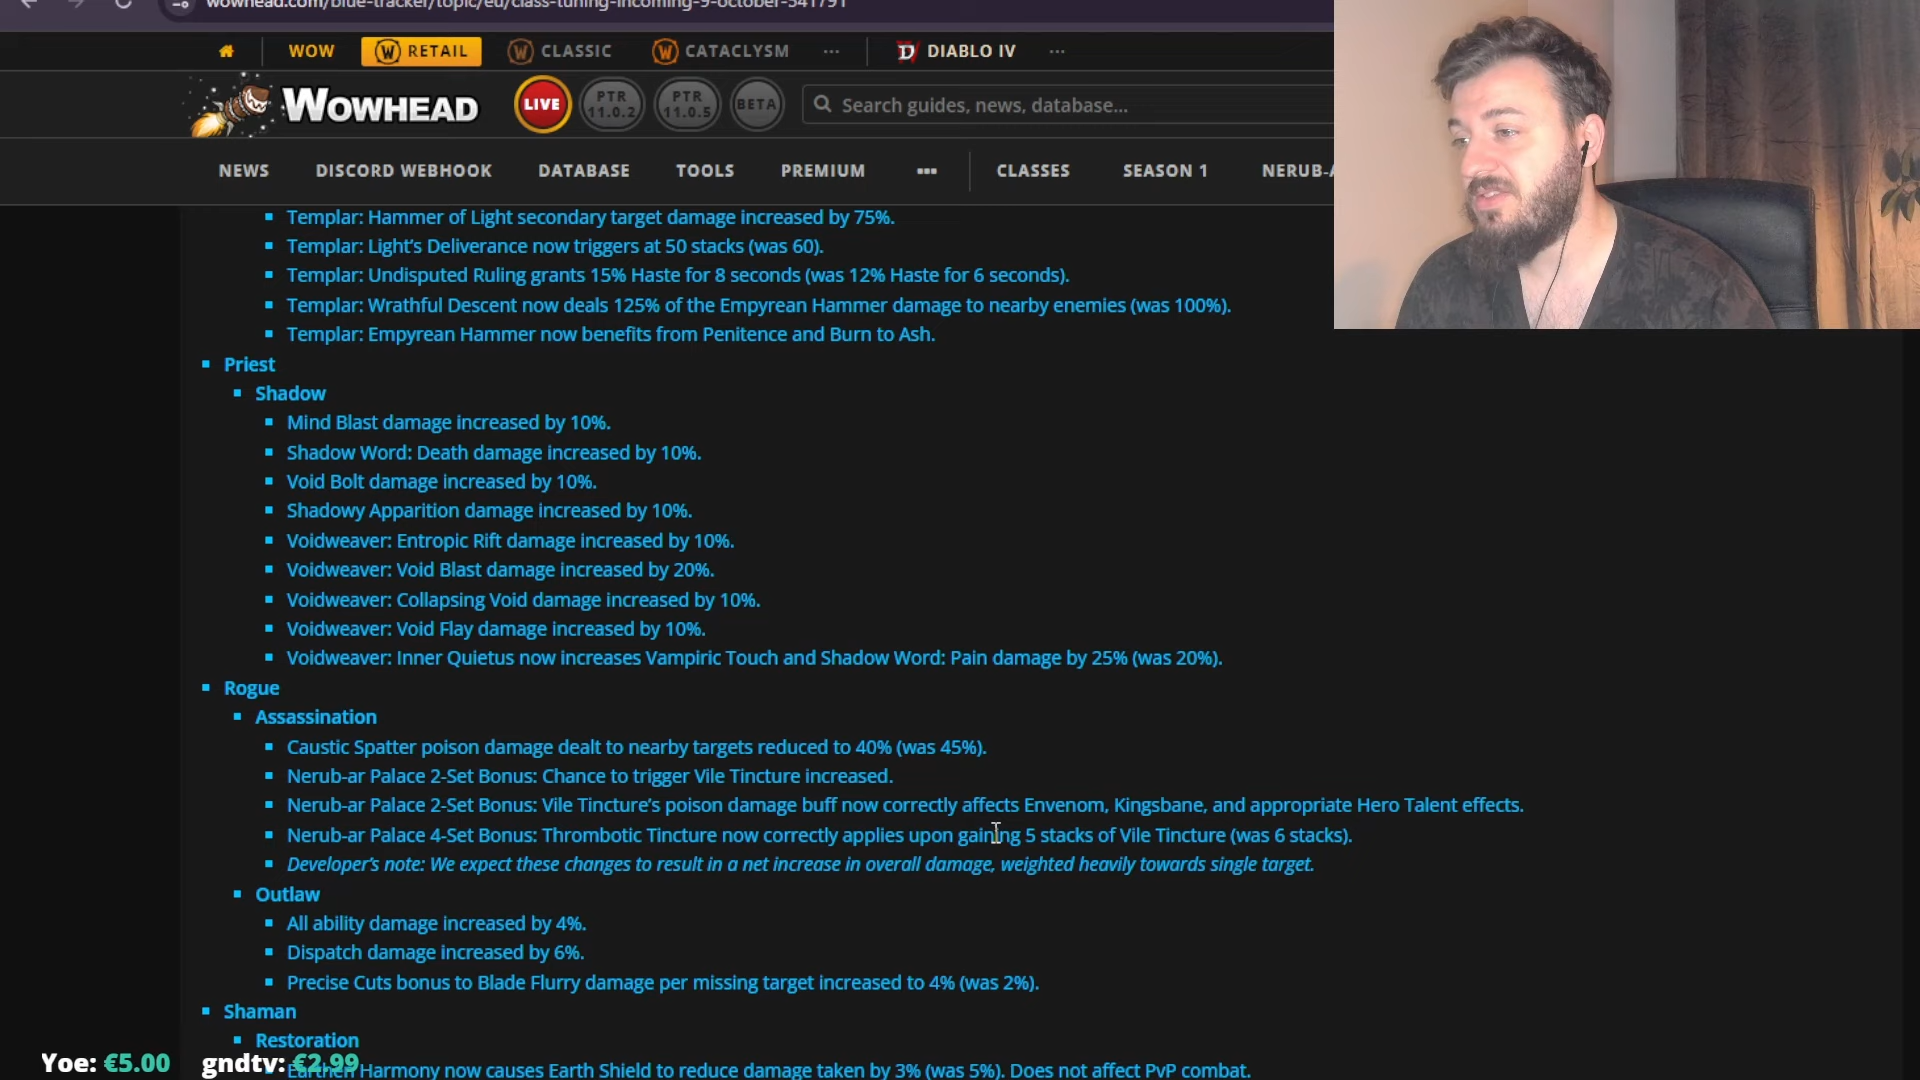 wowhead.com/blue-tracker/topic/eu/class-tuning-incoming-9-october-541791
WOW RETAIL CLASSIC CATACLYSM ... DIABLO IV ...
WOWHEAD LIVE PTR 11.0.2 PTR 11.0.5 BETA Search guides, news, database...
NEWS DISCORD WEBHOOK DATABASE TOOLS PREMIUM ... CLASSES SEASON 1 NERUB-A
Templar: Hammer of Light secondary target damage increased by 75%.
Templar: Light's Deliverance now triggers at 50 stacks (was 60).
Templar: Undisputed Ruling grants 15% Haste for 8 seconds (was 12% Haste for 6 seconds).
Templar: Wrathful Descent now deals 125% of the Empyrean Hammer damage to nearby enemies (was 100%).
Templar: Empyrean Hammer now benefits from Penitence and Burn to Ash.
Priest
Shadow
Mind Blast damage increased by 10%.
Shadow Word: Death damage increased by 10%.
Void Bolt damage increased by 10%.
Shadowy Apparition damage increased by 10%.
Voidweaver: Entropic Rift damage increased by 10%.
Voidweaver: Void Blast damage increased by 20%.
Voidweaver: Collapsing Void damage increased by 10%.
Voidweaver: Void Flay damage increased by 10%.
Voidweaver: Inner Quietus now increases Vampiric Touch and Shadow Word: Pain damage by 25% (was 20%).
Rogue
Assassination
Caustic Spatter poison damage dealt to nearby targets reduced to 40% (was 45%).
Nerub-ar Palace 2-Set Bonus: Chance to trigger Vile Tincture increased.
Nerub-ar Palace 2-Set Bonus: Vile Tincture's poison damage buff now correctly affects Envenom, Kingsbane, and appropriate Hero Talent effects.
Nerub-ar Palace 4-Set Bonus: Thrombotic Tincture now correctly applies upon gaining 5 stacks of Vile Tincture (was 6 stacks).
Developer's note: We expect these changes to result in a net increase in overall damage, weighted heavily towards single target.
Outlaw
All ability damage increased by 4%.
Dispatch damage increased by 6%.
Precise Cuts bonus to Blade Flurry damage per missing target increased to 4% (was 2%).
Shaman
Restoration
Yoe: €5.00 gndtv: €2.99
Earthen Harmony now causes Earth Shield to reduce damage taken by 3% (was 5%). Does not affect PvP combat.